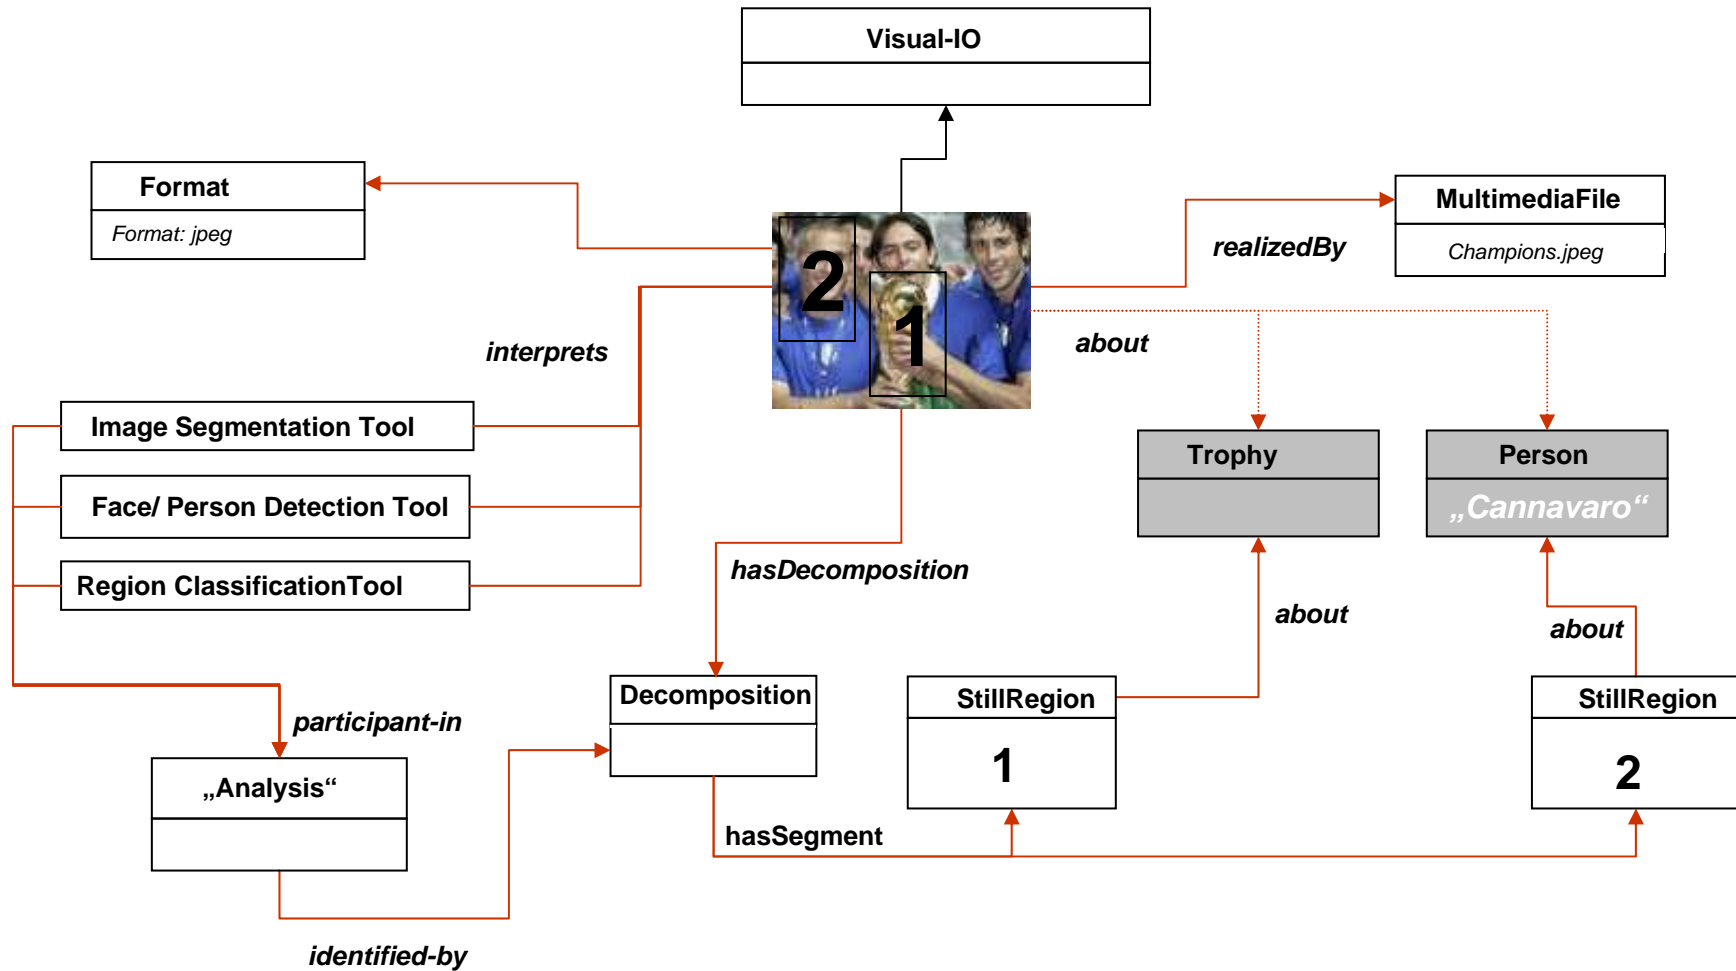 Visual-IO
Format
Format: jpeg
MultimediaFile
Champions.jpeg
realizedBy
2
1
interprets
about
Image Segmentation Tool
Face/ Person Detection Tool
Region ClassificationTool
Trophy
Person
„Cannavaro“
hasDecomposition
about
about
participant-in
Decomposition
StillRegion
1
StillRegion
2
„Analysis“
hasSegment
identified-by